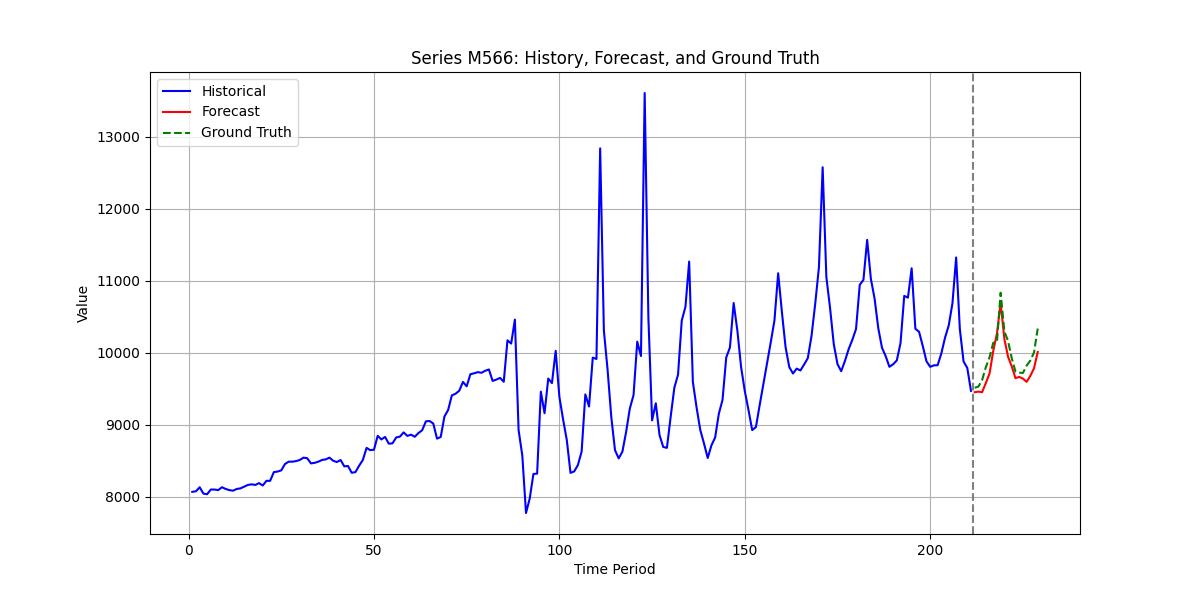 Series M566: History, Forecast, and Ground Truth
Historical
Forecast
Ground Truth
13000
12000
11000
10000
9000
8000
Value
0
50
100
150
200
Time Period